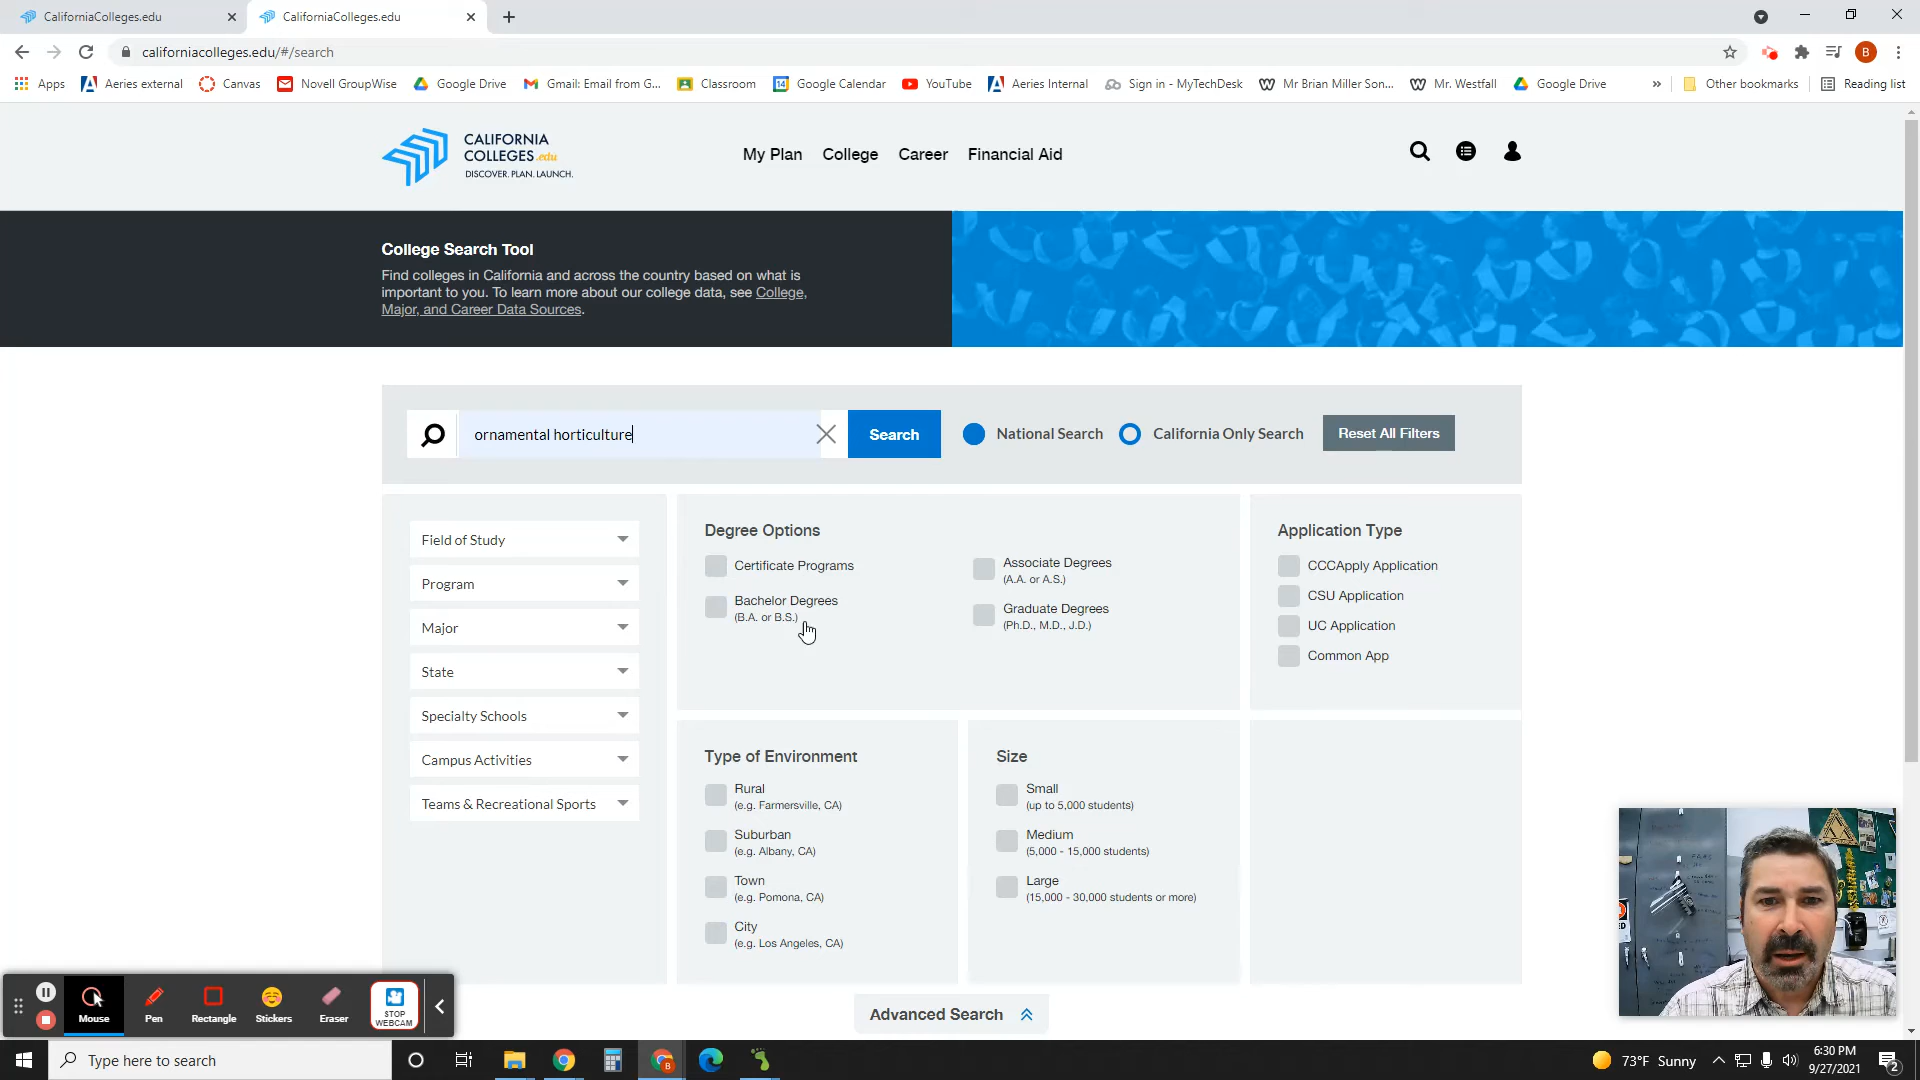 CaliforniaColleges.edu
CaliforniaColleges.edu
californiacolleges.edu/#/search
B
Apps
Aeries external
Canvas
Novell GroupWise
Google Drive
Gmail: Email from G...
Classroom
14
Google Calendar
YouTube
Aeries Internal
Sign in - MyTechDesk
Mr Brian Miller Son...
Mr. Westfall
Google Drive
»
Other bookmarks
Reading list
CALIFORNIA
COLLEGES.edu
DISCOVER. PLAN. LAUNCH.
My Plan
College
Career
Financial Aid
College Search Tool
Find colleges in California and across the country based on what is
important to you. To learn more about our college data, see College,
Major, and Career Data Sources.
ornamental horticulture
Search
National Search
California Only Search
Reset All Filters
Field of Study
Program
Major
State
Specialty Schools
Campus Activities
Teams & Recreational Sports
Degree Options
Certificate Programs
Bachelor Degrees
(B.A. or B.S.)
Associate Degrees
(A.A. or A.S.)
Graduate Degrees
(Ph.D., M.D., J.D.)
Application Type
CCCApply Application
CSU Application
UC Application
Common App
Type of Environment
Rural
(e.g. Farmersville, CA)
Suburban
(e.g. Albany, CA)
Town
(e.g. Pomona, CA)
City
(e.g. Los Angeles, CA)
Size
Small
(up to 5,000 students)
Medium
(5,000 - 15,000 students)
Large
(15,000 - 30,000 students or more)
Advanced Search
Mouse
Pen
Rectangle
Stickers
Eraser
STOP
WEBCAM
Type here to search
73°F Sunny
6:30 PM
9/27/2021
2